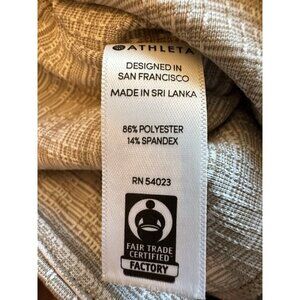 ATHLETA
DESIGNED IN
SAN FRANCISCO
MADE IN SRI LANKA
86% POLYESTER
14% SPANDEX
RN 54023
FAIR TRADE
CERTIFIED
FACTORY